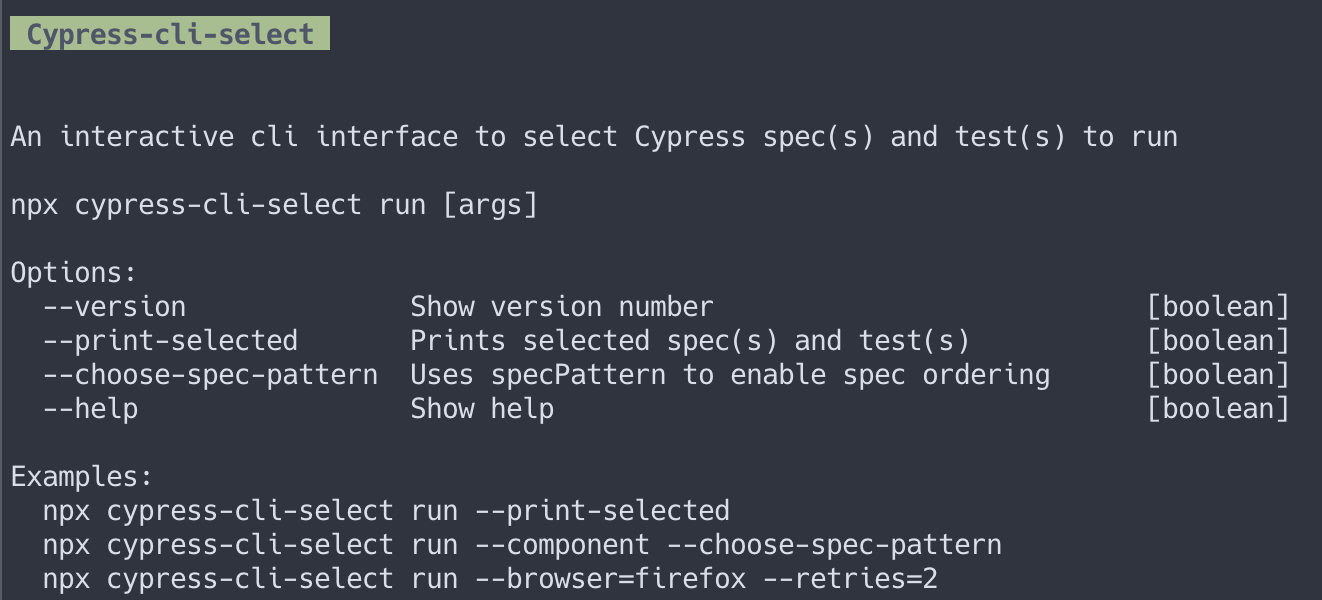 Cypress-cli-select
An interactive cli interface to select Cypress spec(s) and test(s) to run
npx cypress-cli-select run [args]
Options:
--version Show version number [boolean]
--print-selected Prints selected spec(s) and test(s) [boolean]
--choose-spec-pattern Uses specPattern to enable spec ordering [boolean]
--help Show help [boolean]
Examples:
npx cypress-cli-select run --print-selected
npx cypress-cli-select run --component --choose-spec-pattern
npx cypress-cli-select run --browser=firefox --retries=2